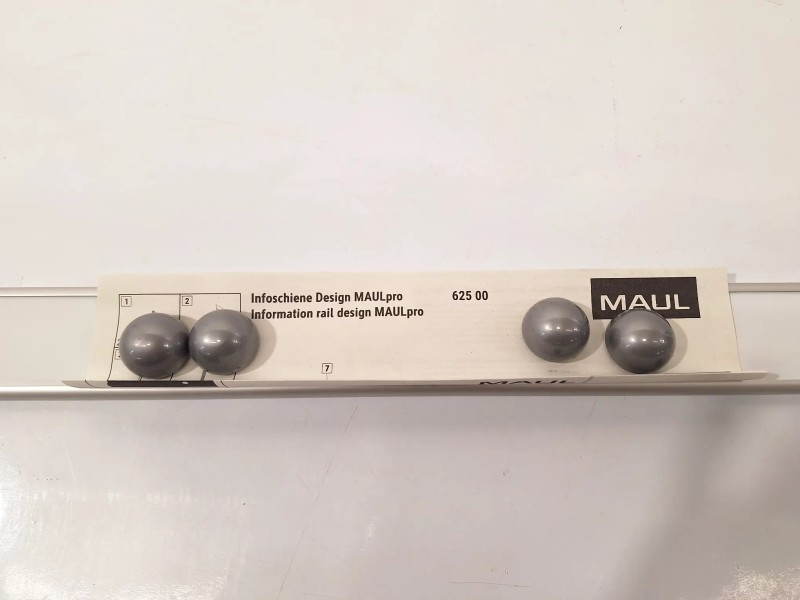 1 2 Infoschiene Design MAULpro 625 00 MAUL
Information rail design MAULpro
7
MAUL